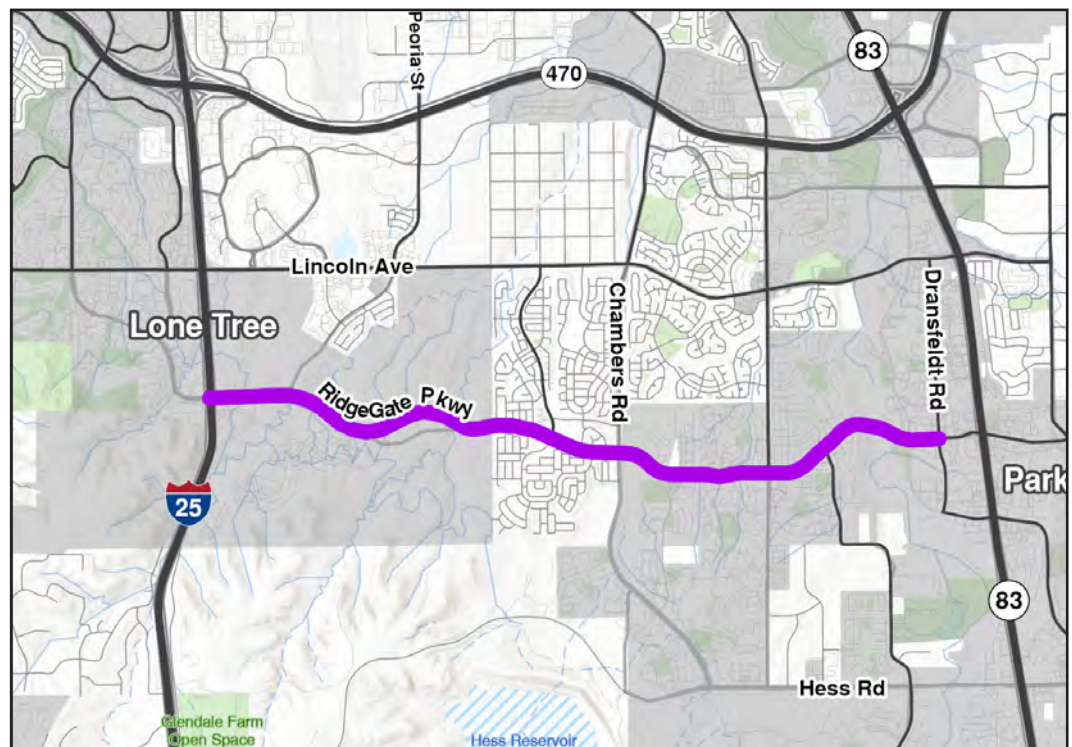 Peoria St
470
83
Lincoln Ave
Lone Tree
Chambers Rd
Dransfeldt Rd
RidgeGate Pkwy
25
Park
83
Hess Rd
Glendale Farm
Open Space
Hess Reservoir